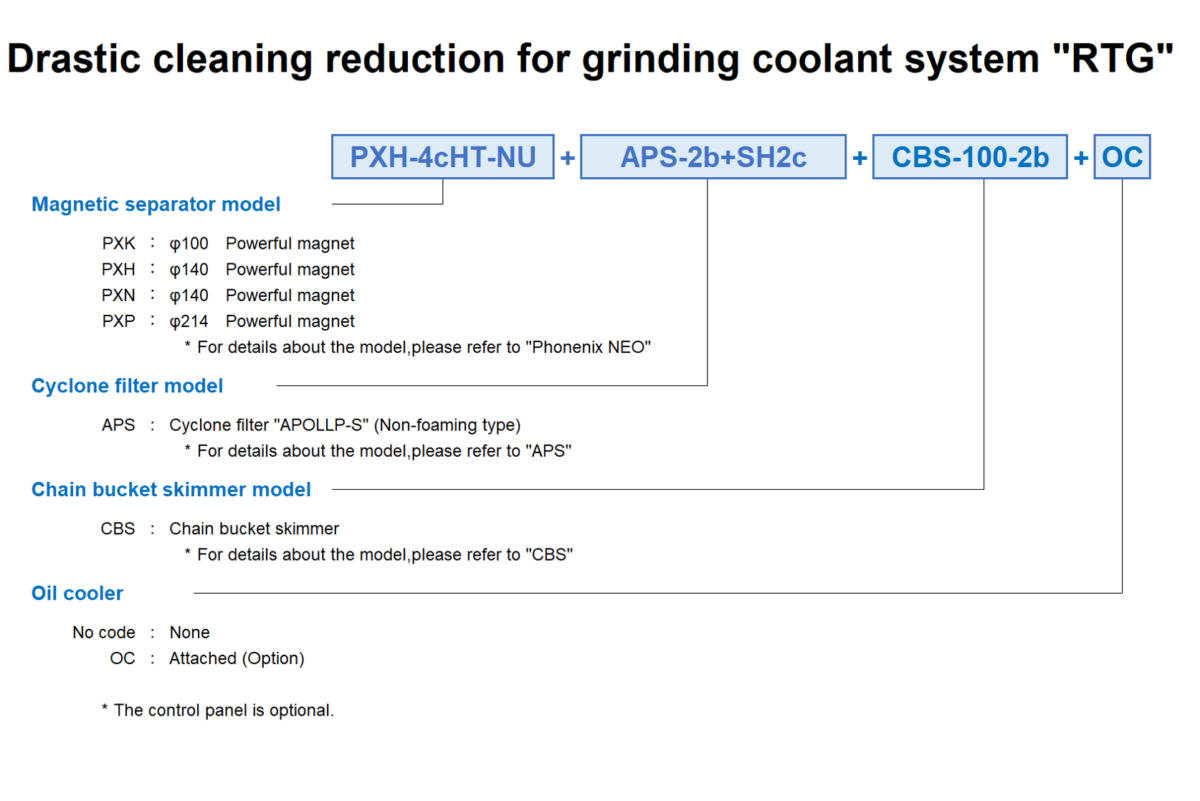 Drastic cleaning reduction for grinding coolant system "RTG"
PXH-4cHT-NU + APS-2b+SH2c + CBS-100-2b + OC
Magnetic separator model
PXK : φ100 Powerful magnet
PXH : φ140 Powerful magnet
PXN : φ140 Powerful magnet
PXP : φ214 Powerful magnet
* For details about the model,please refer to "Phonenix NEO"
Cyclone filter model
APS : Cyclone filter "APOLLP-S" (Non-foaming type)
* For details about the model,please refer to "APS"
Chain bucket skimmer model
CBS : Chain bucket skimmer
* For details about the model,please refer to "CBS"
Oil cooler
No code : None
OC : Attached (Option)
* The control panel is optional.